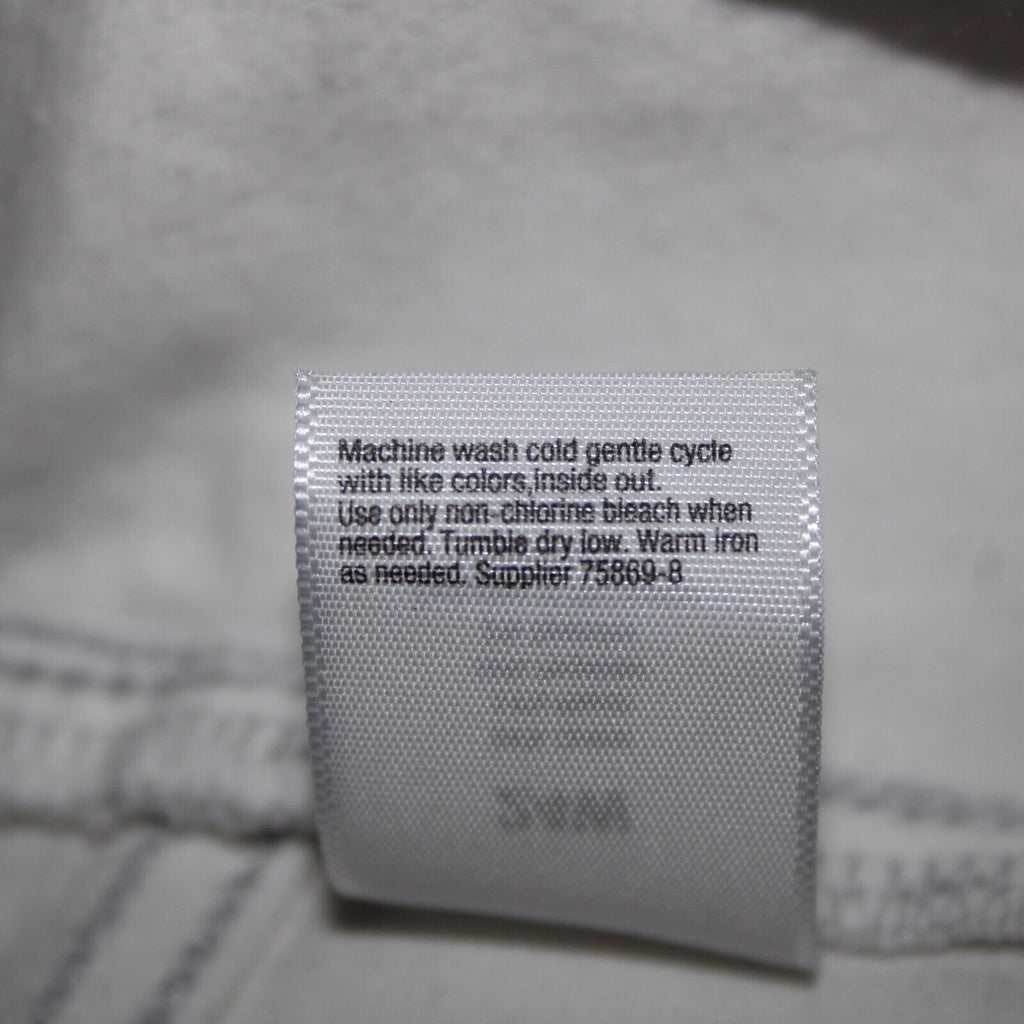 Machine wash cold gentle cycle
with like colors,inside out.
Use only non-chlorine bleach when
needed. Tumble dry low. Warm iron
as needed. Supplier 75869-8